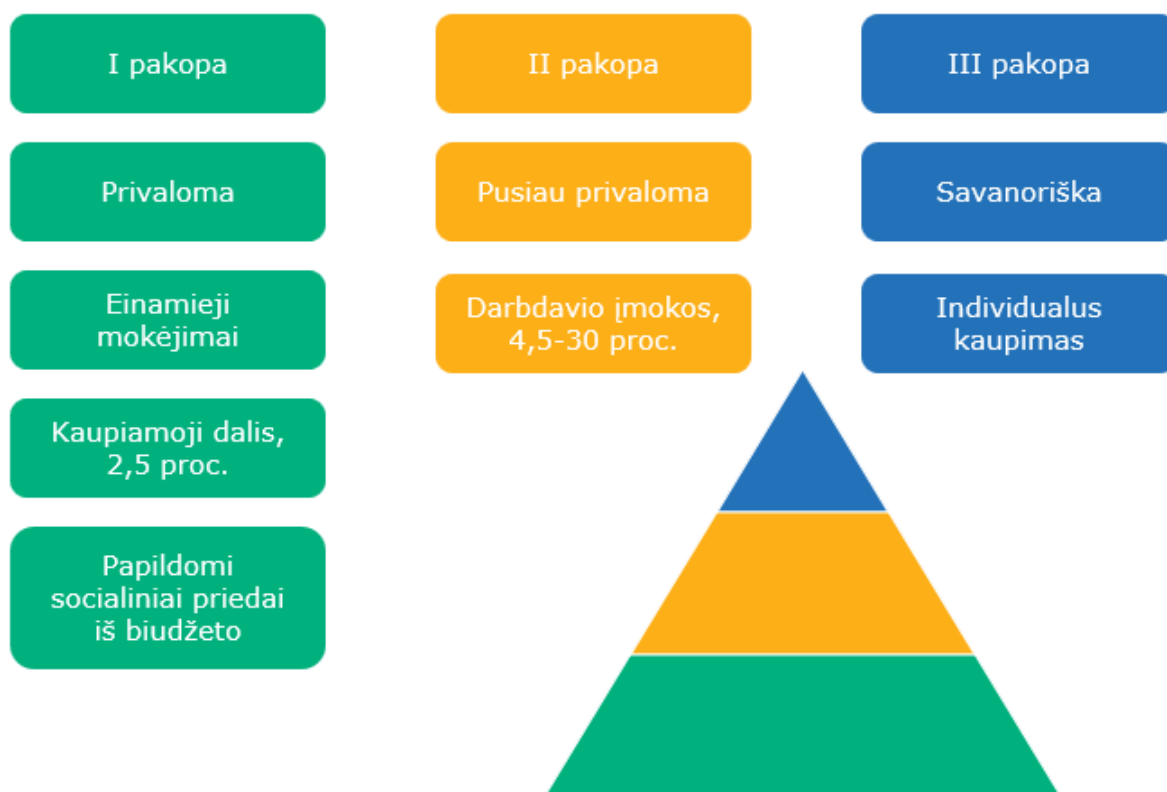 I pakopa
Privaloma
Einamieji
mokėjimai
Kaupiamoji dalis,
2,5 proc.
Papildomi
socialiniai priedai
iš biudžeto
II pakopa
Pusiau privaloma
Darbdavio įmokos,
4,5-30 proc.
III pakopa
Savanoriška
Individualus
kaupimas